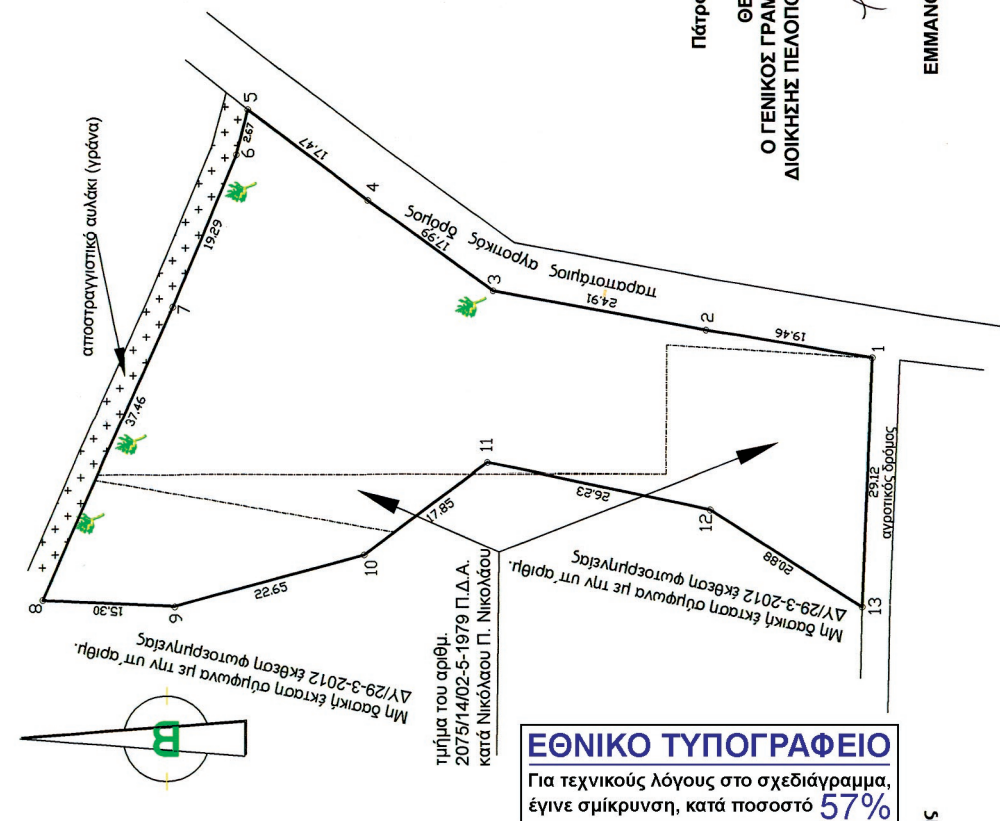 αποστραγγιστικό αυλάκι (γράνα)
5
2.67
6
17.47
4
19.29
17.99
παραποτάμιος αγροτικός δρόμος
7
3
24.91
37.46
2
19.46
1
11
8
15.30
9
22.65
10
17.85
26.23
12
20.88
29.12
αγροτικός δρόμος
13
Μη δασική έκταση σύμφωνα με την υπ΄αριθμ.
ΔΥ/29-3-2012 έκθεση φωτοερμηνείας
Μη δασική έκταση σύμφωνα με την υπ΄αριθμ.
ΔΥ/29-3-2012 έκθεση φωτοερμηνείας
τμήμα του αριθμ.
2075/14/02-5-1979 Π.Δ.Α.
κατά Νικόλαου Π. Νικολάου
Β
Πάτρα
ΘΕ
Ο ΓΕΝΙΚΟΣ ΓΡΑΜ
ΔΙΟΙΚΗΣΗΣ ΠΕΛΟΠΟ
ΕΜΜΑΝΟ
ΕΘΝΙΚΟ ΤΥΠΟΓΡΑΦΕΙΟ
Για τεχνικούς λόγους στο σχεδιάγραμμα,
έγινε σμίκρυνση, κατά ποσοστό 57%